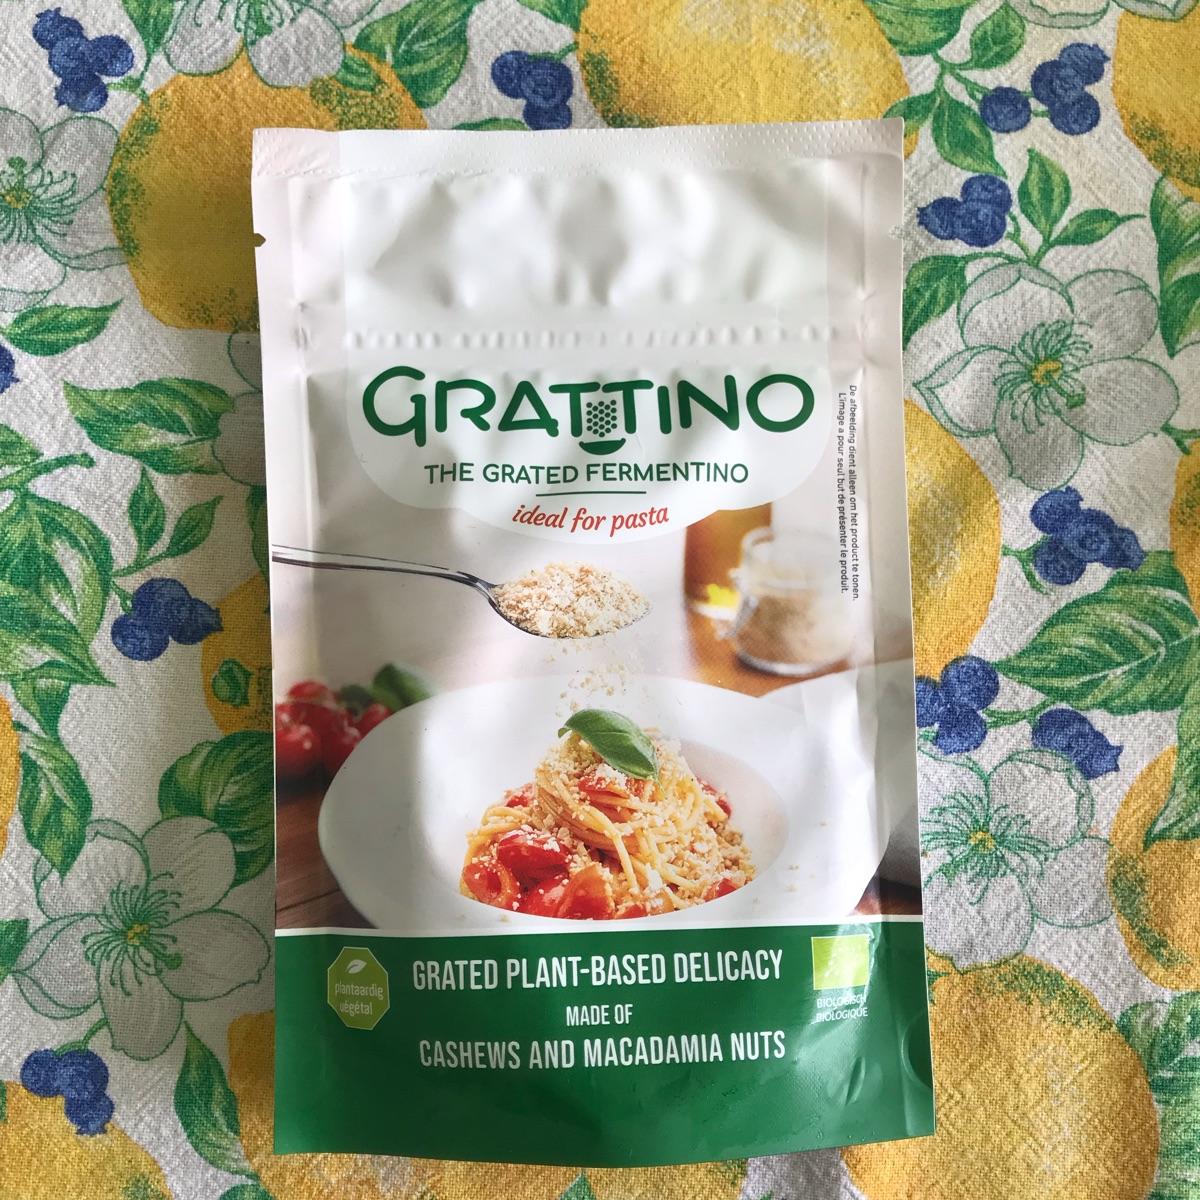 GRATTINO
THE GRATED FERMENTINO
ideal for pasta
De afbeelding dient alleen om het product te tonen.
L'image a pour seul but de présenter le produit.
plantaardig
végétal
GRATED PLANT-BASED DELICACY
MADE OF
CASHEWS AND MACADAMIA NUTS
BIOLOGISCH
BIOLOGIQUE